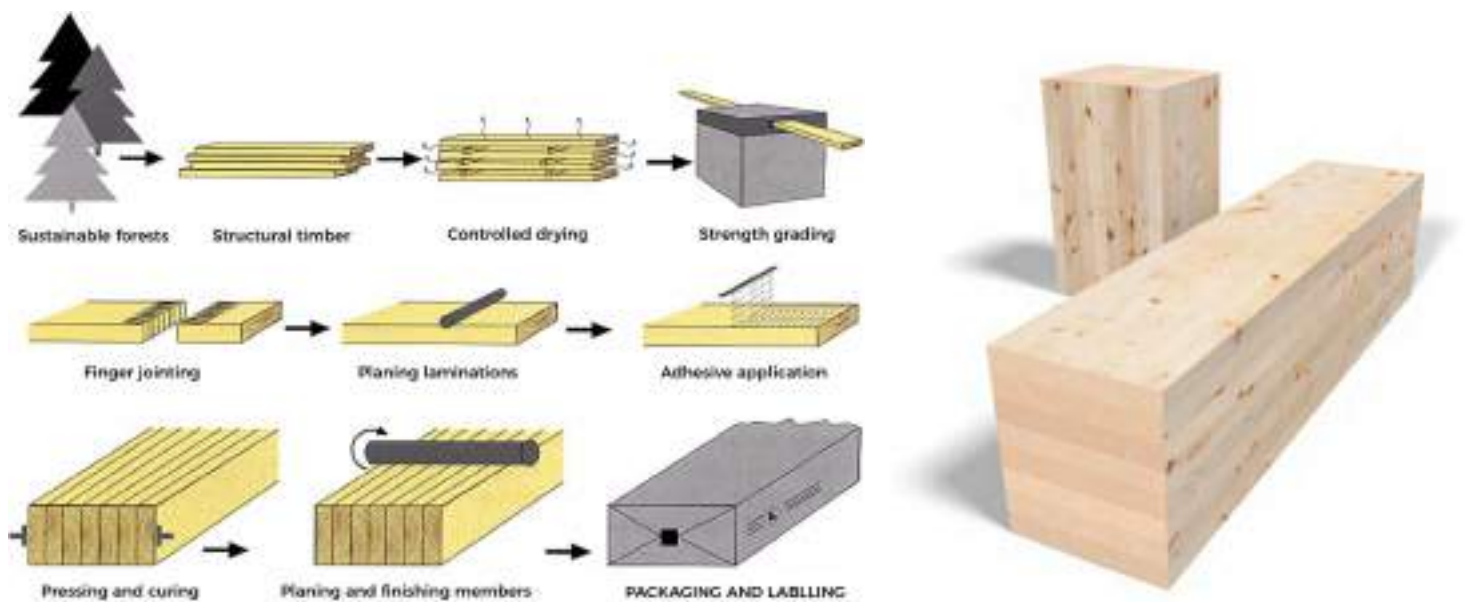 Sustainable forests
Structural timber
Controlled drying
Strength grading
Finger jointing
Planing laminations
Adhesive application
Pressing and curing
Planing and finishing members
PACKAGING AND LABLLING